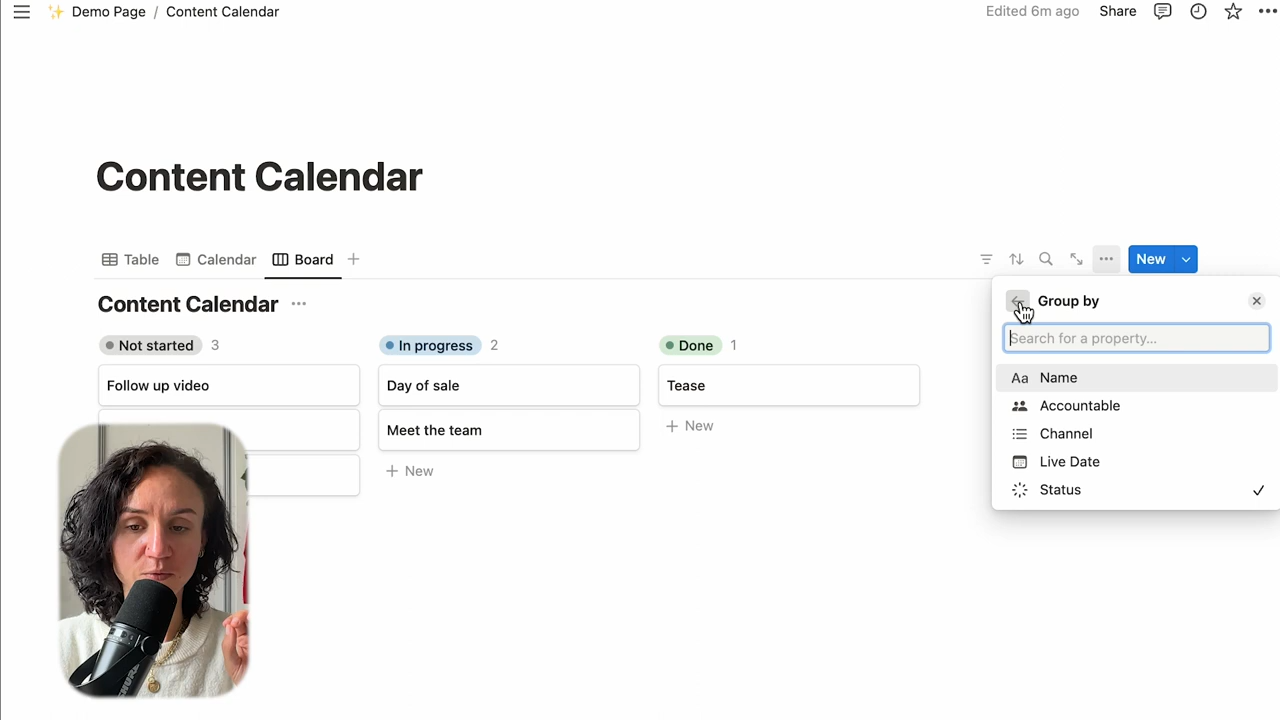 Demo Page / Content Calendar
Edited 6m ago
Share
Content Calendar
Table
Calendar
Board
New
Content Calendar
Not started 3
In progress 2
Done 1
Follow up video
Day of sale
Tease
Meet the team
+ New
+ New
Group by
Search for a property...
Aa Name
Accountable
Channel
Live Date
Status